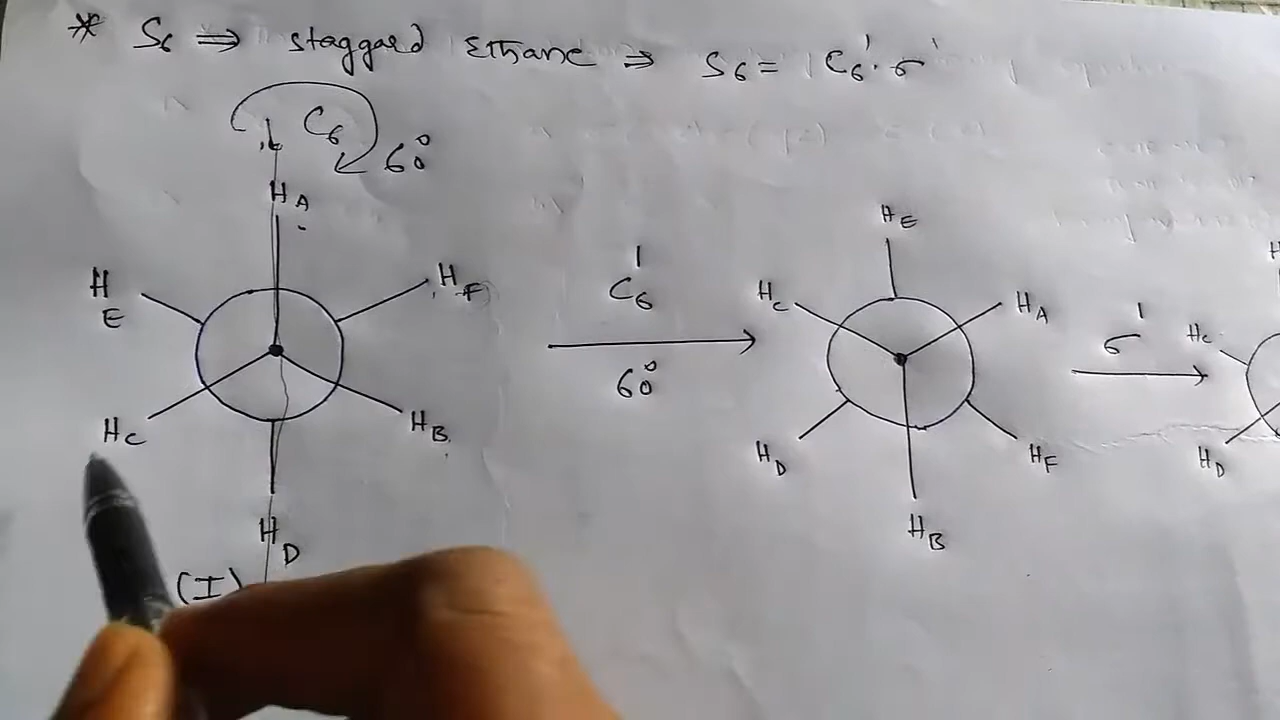 * S6 ⇒ staggard Ethane ⇒ S6 = C6¹. σ¹
C6
60°
HA
H E
HF
HC
HB
HD
(I)
C6¹
60°
HE
HC
HA
HD
HF
HB
σ¹
H
HC
HD